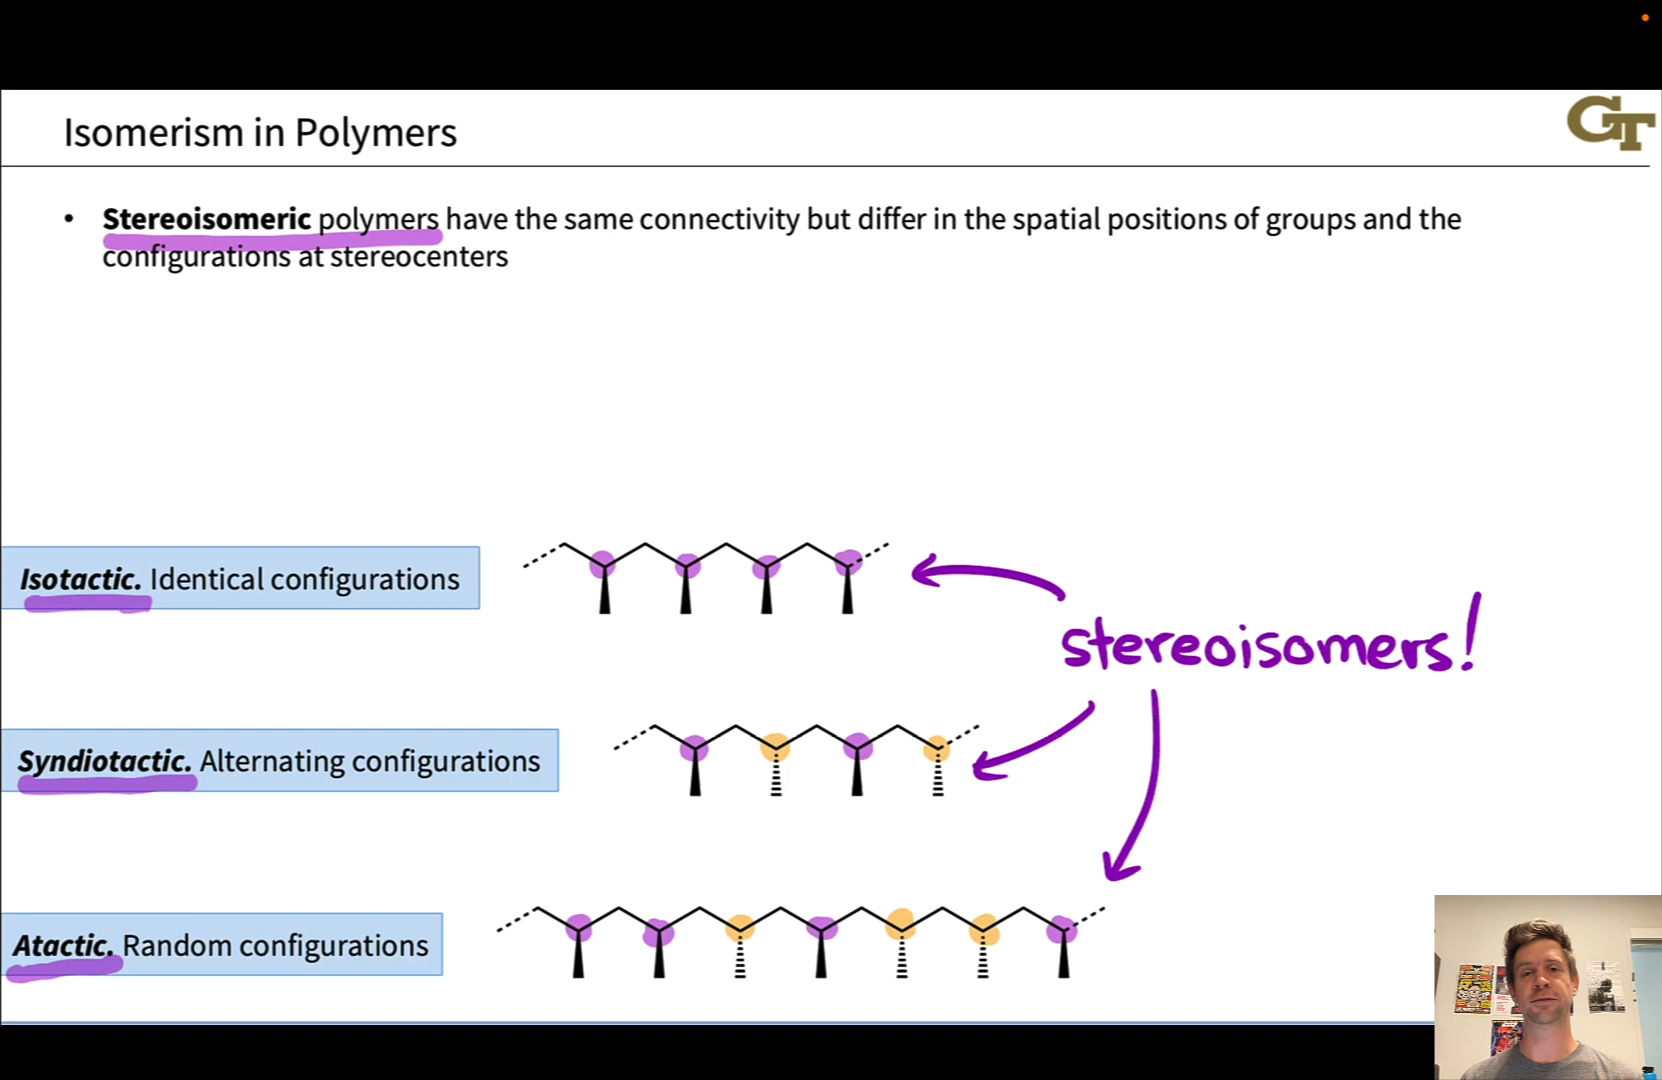 Isomerism in Polymers
GT
• Stereoisomeric polymers have the same connectivity but differ in the spatial positions of groups and the
configurations at stereocenters
Isotactic. Identical configurations
stereoisomers!
Syndiotactic. Alternating configurations
Atactic. Random configurations